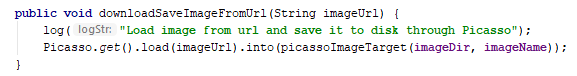 public void downloadSaveImageFromUrl(String imageUrl) {
log( logStr: "Load image from url and save it to disk through Picasso");
Picasso.get().load(imageUrl).into(picassoImageTarget(imageDir, imageName));
}